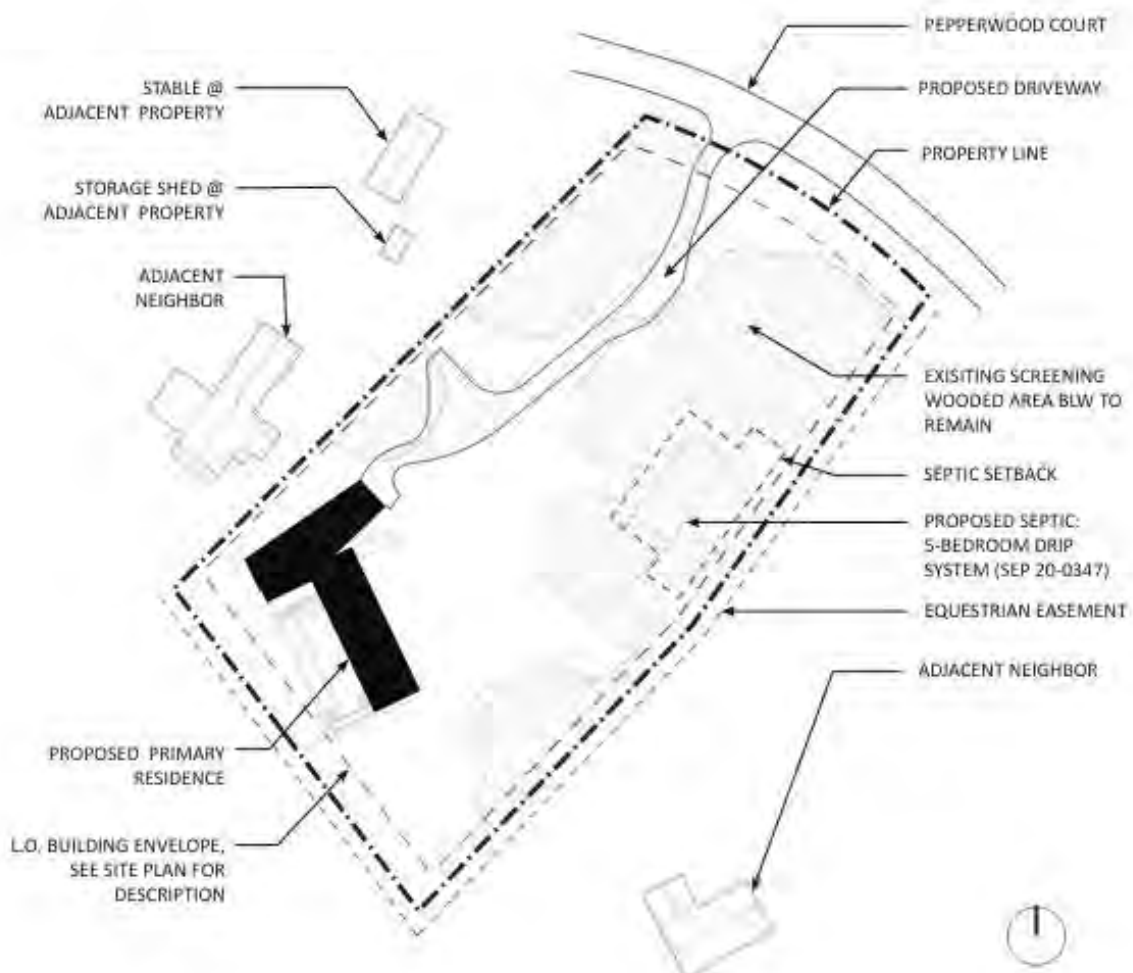 STABLE @
ADJACENT PROPERTY
STORAGE SHED @
ADJACENT PROPERTY
ADJACENT
NEIGHBOR
PROPOSED PRIMARY
RESIDENCE
L.O. BUILDING ENVELOPE,
SEE SITE PLAN FOR
DESCRIPTION
PEPPERWOOD COURT
PROPOSED DRIVEWAY
PROPERTY LINE
EXISITING SCREENING
WOODED AREA BLW TO
REMAIN
SEPTIC SETBACK
PROPOSED SEPTIC:
5-BEDROOM DRIP
SYSTEM (SEP 20-0347)
EQUESTRIAN EASEMENT
ADJACENT NEIGHBOR